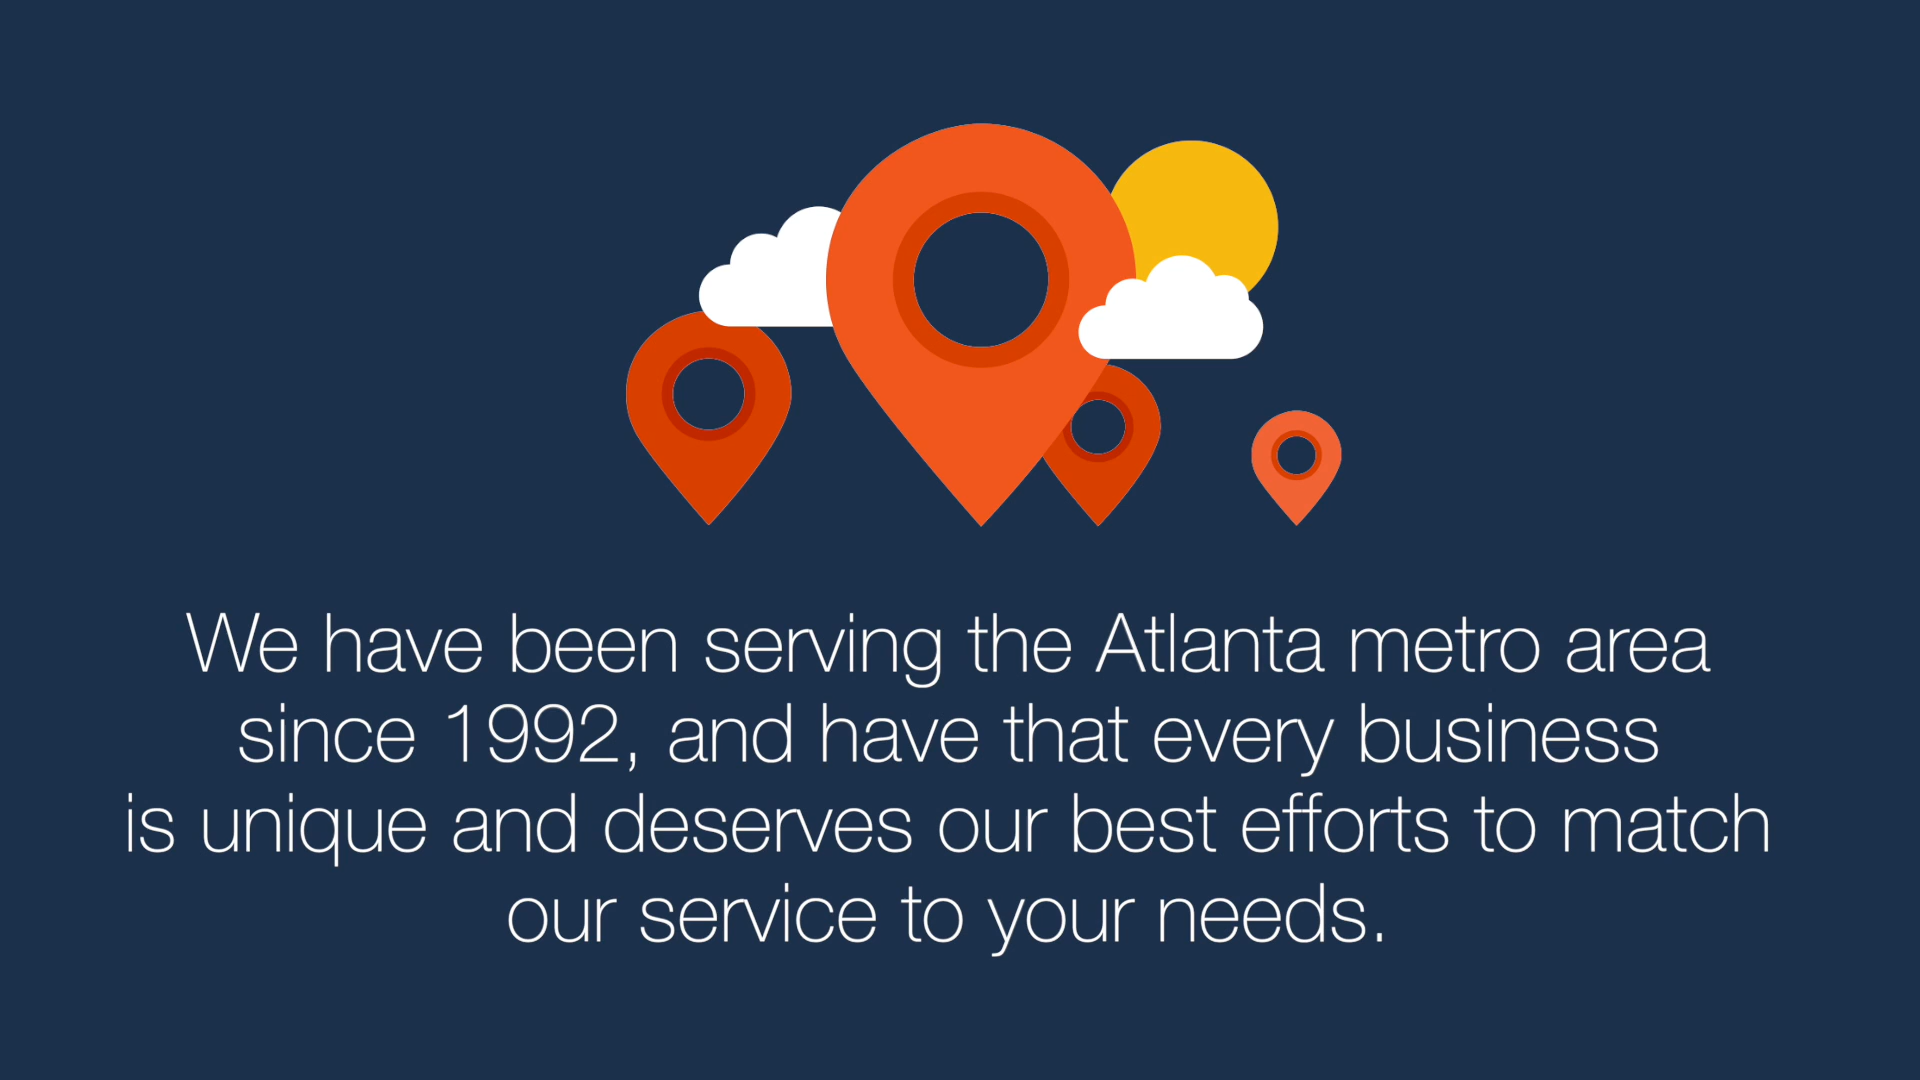 We have been serving the Atlanta metro area
since 1992, and have that every business
is unique and deserves our best efforts to match
our service to your needs.